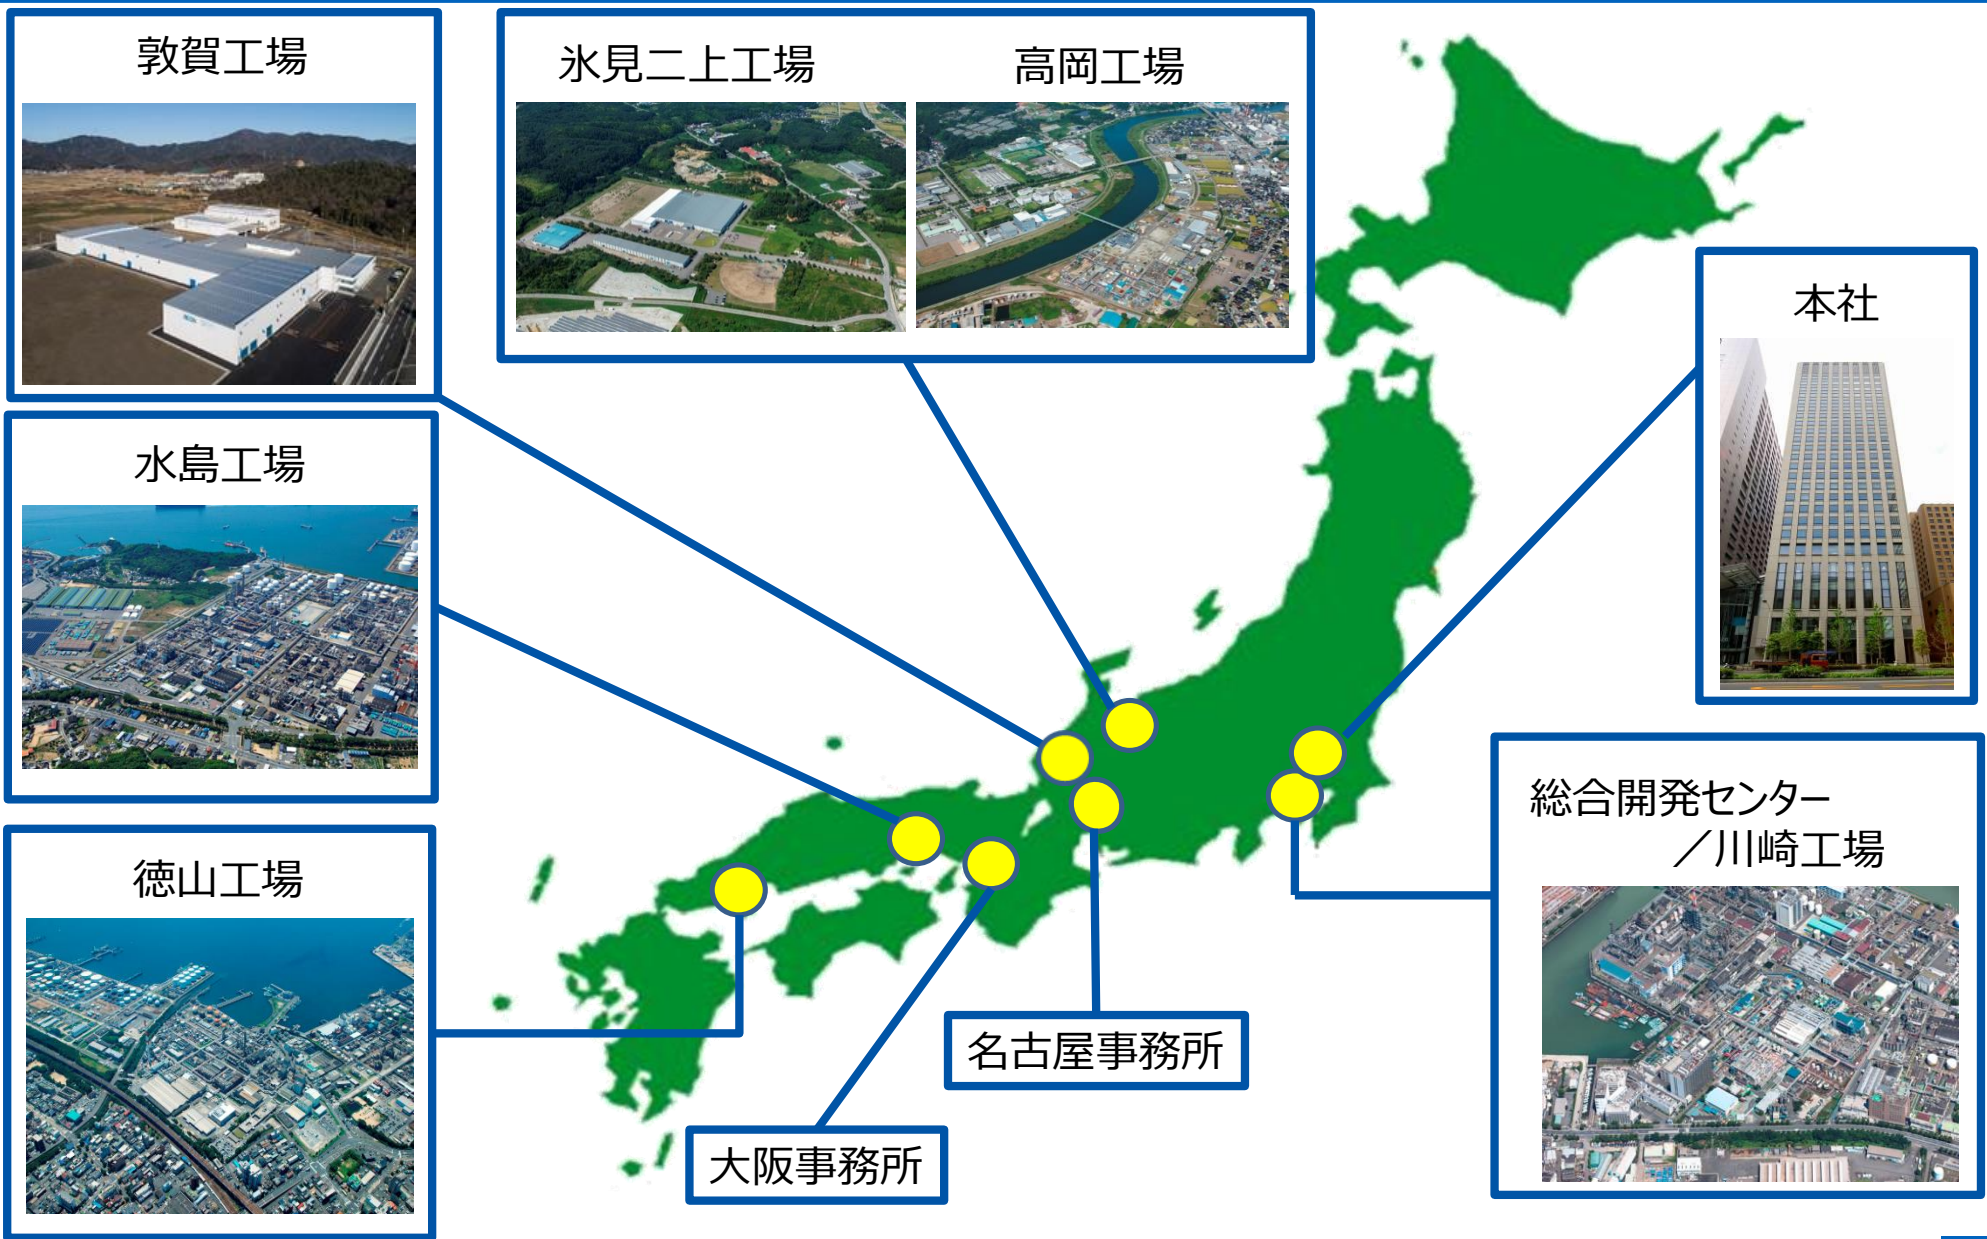 敦賀工場
氷見二上工場
高岡工場
本社
水島工場
総合開発センター
／川崎工場
徳山工場
名古屋事務所
大阪事務所